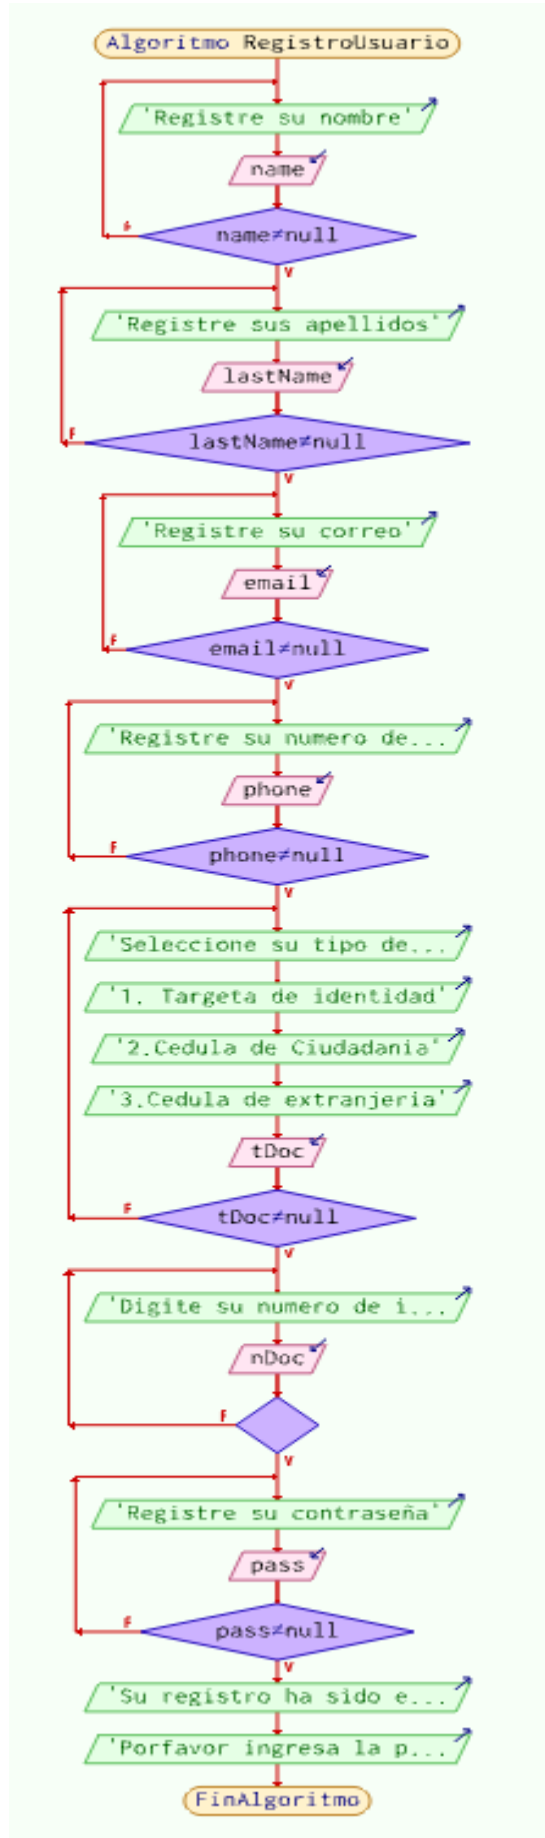 Algoritmo RegistroUsuario
'Registre su nombre'
name
F
name≠null
V
'Registre sus apellidos'
lastName
F
lastName≠null
V
'Registre su correo'
email
F
email≠null
V
'Registre su numero de...
phone
F
phone≠null
V
'Seleccione su tipo de...
'1. Targeta de identidad'
'2.Cedula de Ciudadania'
'3.Cedula de extranjeria'
tDoc
F
tDoc≠null
V
'Digite su numero de i...
nDoc
F
V
'Registre su contraseña'
pass
F
pass≠null
V
'Su registro ha sido e...
'Porfavor ingresa la p...
FinAlgoritmo